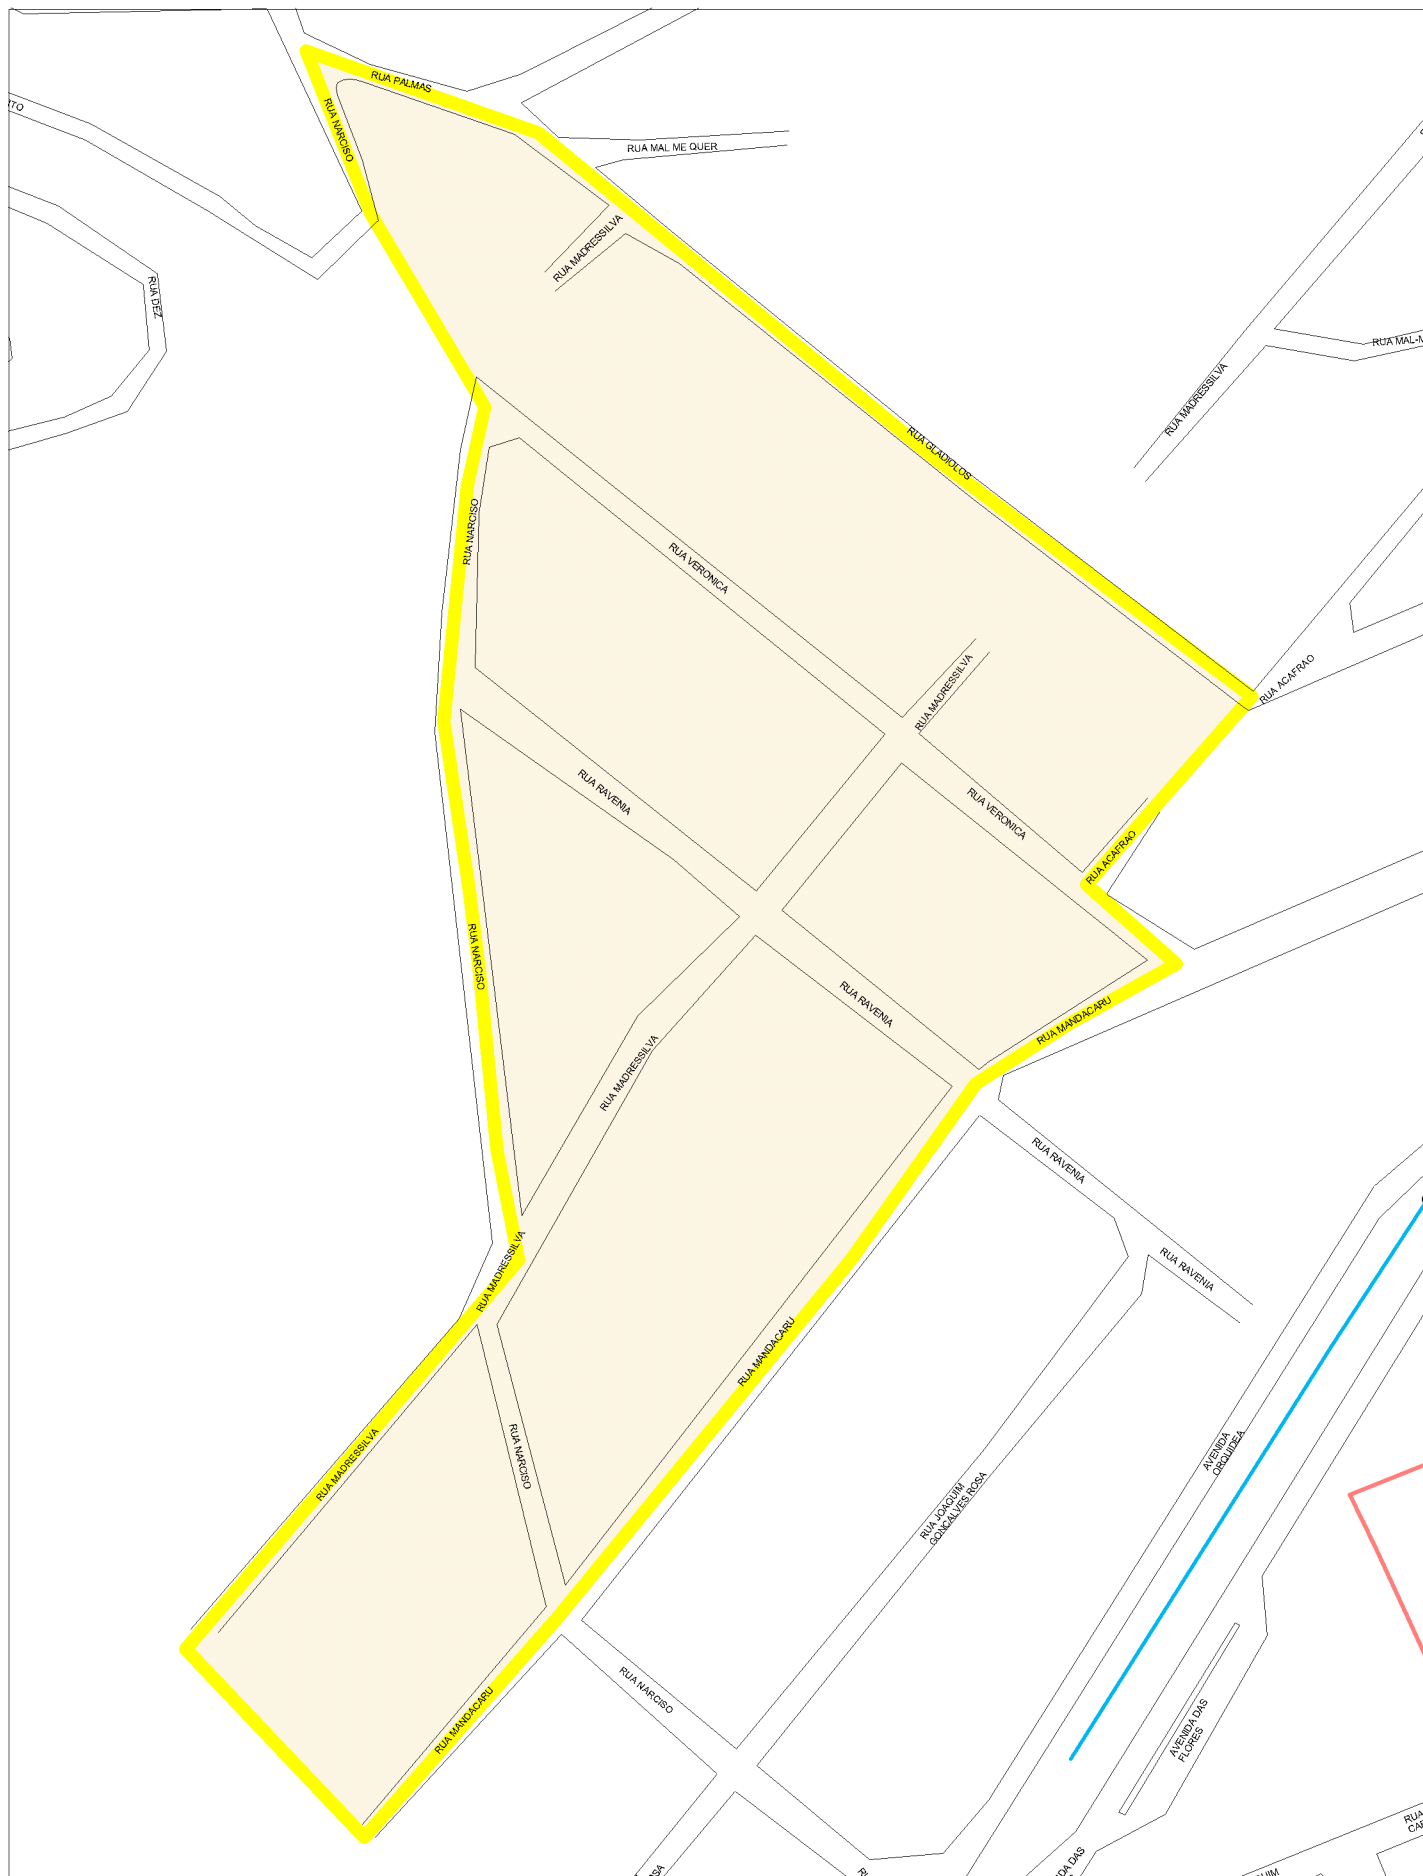 RUA PALMAS
RUA NARCISO
RUA MAL ME QUER
RUA MADRESSILVA
RUA DEZ
RUA MADRESSILVA
RUA GLADIOLOS
RUA NARCISO
RUA VERONICA
RUA MADRESSILVA
RUA ACAFRAO
RUA RAVENIA
RUA VERONICA
RUA ACAFRAO
RUA NARCISO
RUA RAVENIA
RUA MANDACARU
RUA MADRESSILVA
RUA RAVENIA
RUA MADRESSILVA
RUA RAVENIA
RUA MANDACARU
RUA NARCISO
RUA MADRESSILVA
AVENIDA
ORQUIDEA
RUA JOAQUIM
GONCALVES ROSA
RUA NARCISO
RUA MANDACARU
AVENIDA DAS
FLORES